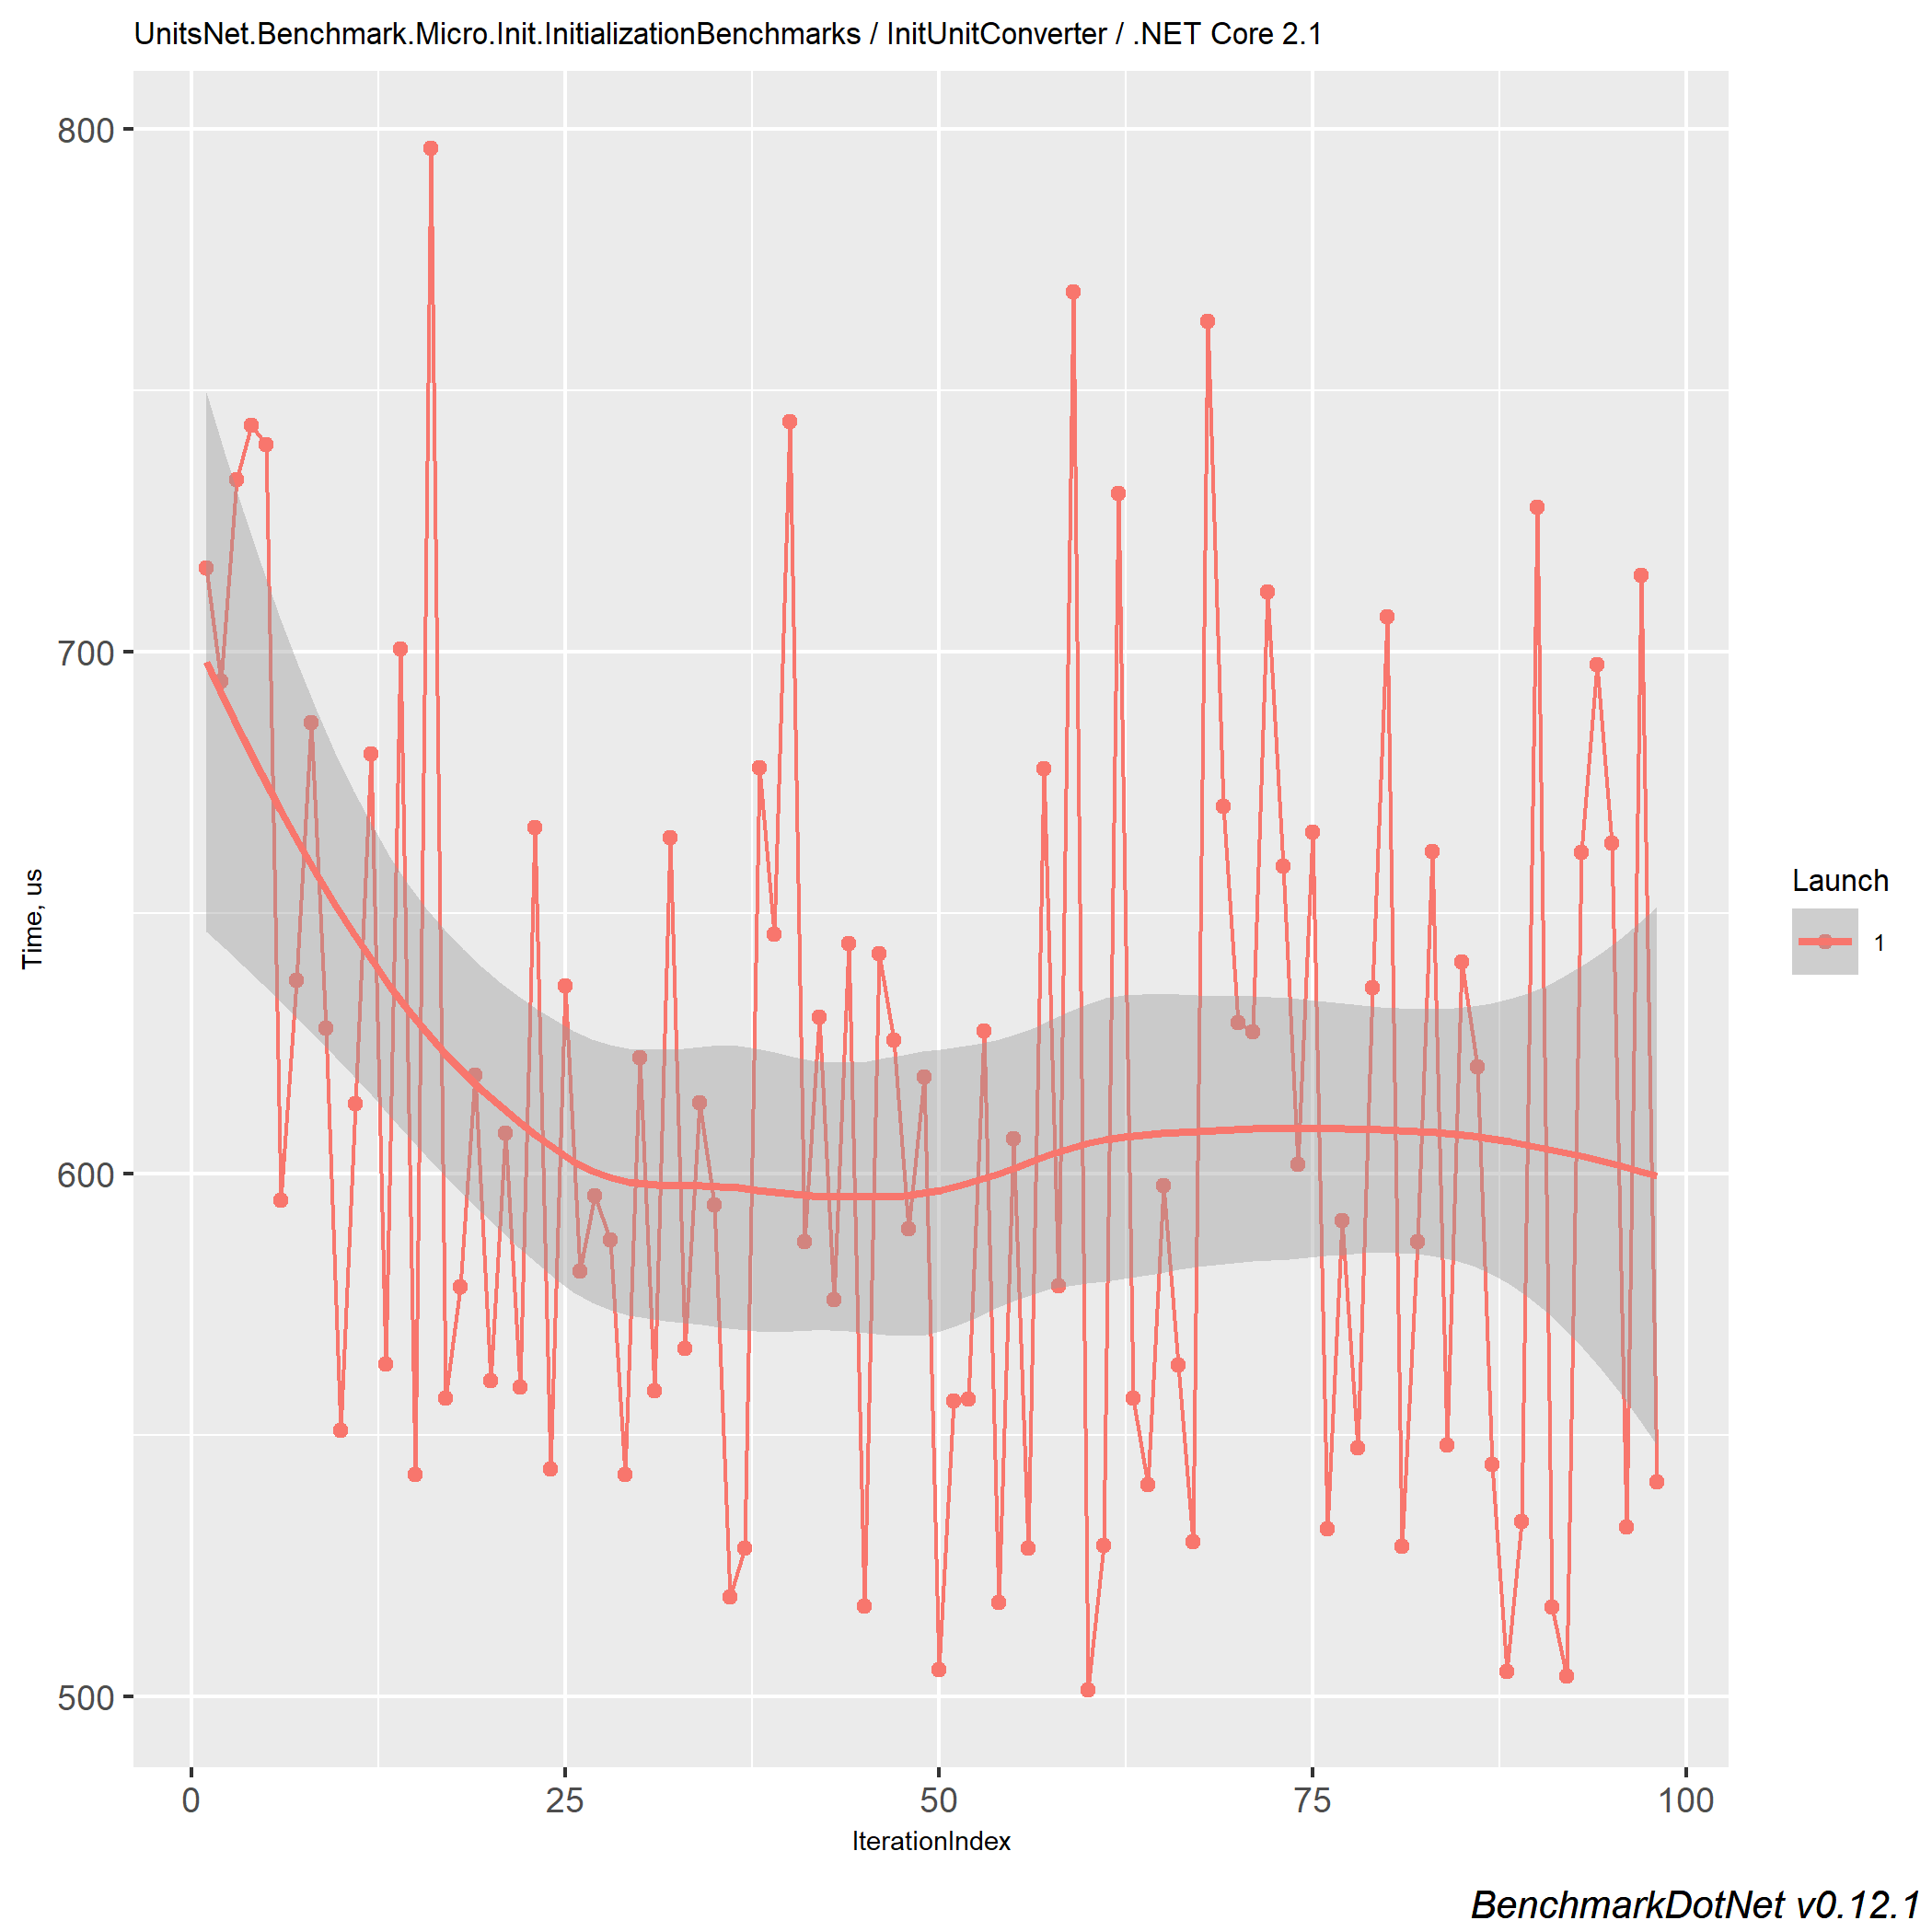 UnitsNet.Benchmark.Micro.Init.InitializationBenchmarks / InitUnitConverter / .NET Core 2.1
800
700
600
500
Time, us
0 25 50 75 100
IterationIndex
Launch
1
BenchmarkDotNet v0.12.1